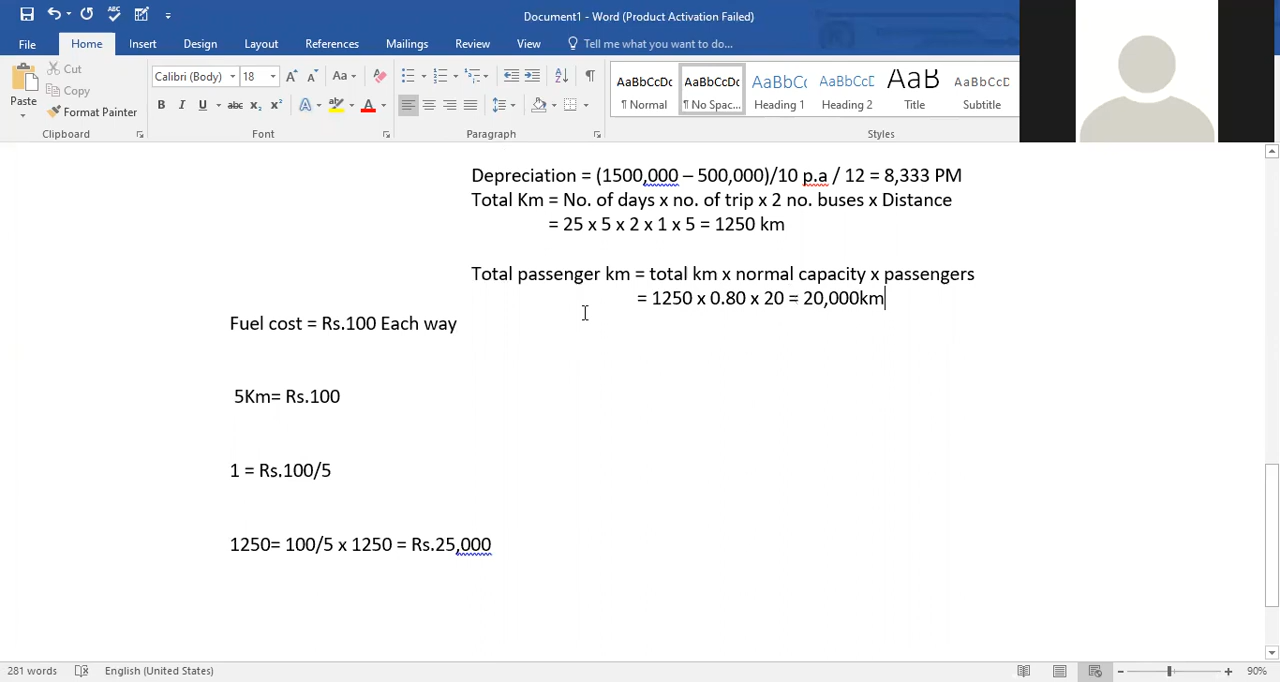 Document1 - Word (Product Activation Failed)
File Home Insert Design Layout References Mailings Review View Tell me what you want to do...
Cut
Copy
Paste
Format Painter
Calibri (Body) 18
AaBbCcDc AaBbCcDc AaBbCc AaBbCcC AaB AaBbCcD
¶ Normal ¶ No Spac... Heading 1 Heading 2 Title Subtitle
Clipboard Font Paragraph Styles
Depreciation = (1500,000 – 500,000)/10 p.a / 12 = 8,333 PM
Total Km = No. of days x no. of trip x 2 no. buses x Distance
= 25 x 5 x 2 x 1 x 5 = 1250 km
Total passenger km = total km x normal capacity x passengers
= 1250 x 0.80 x 20 = 20,000km
Fuel cost = Rs.100 Each way
5Km= Rs.100
1 = Rs.100/5
1250= 100/5 x 1250 = Rs.25,000
281 words English (United States) 90%